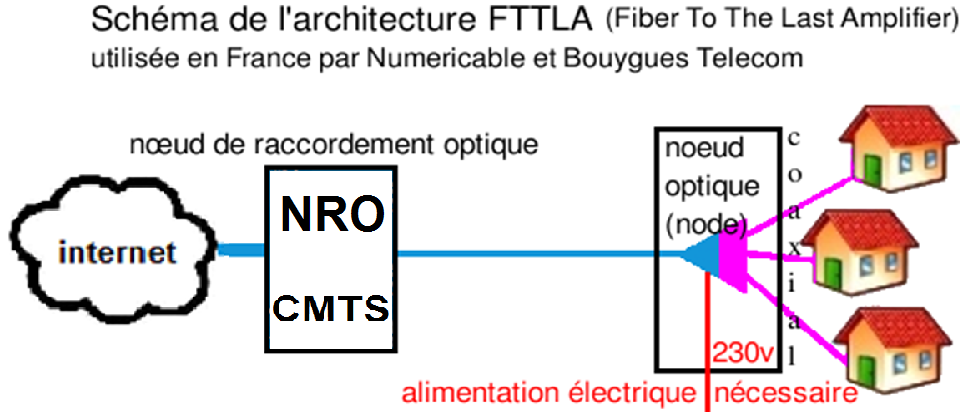 Schéma de l'architecture FTTLA (Fiber To The Last Amplifier)
utilisée en France par Numericable et Bouygues Telecom
nœud de raccordement optique
internet
NRO
CMTS
noeud
optique
(node)
coaxial
230v
alimentation électrique nécessaire